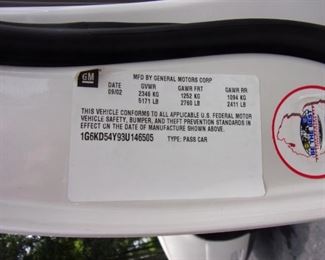 GM
MFD BY GENERAL MOTORS CORP
DATE GVWR GAWR FRT GAWR RR
09/02 2346 KG 1252 KG 1094 KG
5171 LB 2760 LB 2411 LB
THIS VEHICLE CONFORMS TO ALL APPLICABLE U.S. FEDERAL MOTOR
VEHICLE SAFETY, BUMPER, AND THEFT PREVENTION STANDARDS IN
EFFECT ON THE DATE OF MANUFACTURE SHOWN ABOVE.
1G6KD54Y93U146505 TYPE: PASS CAR